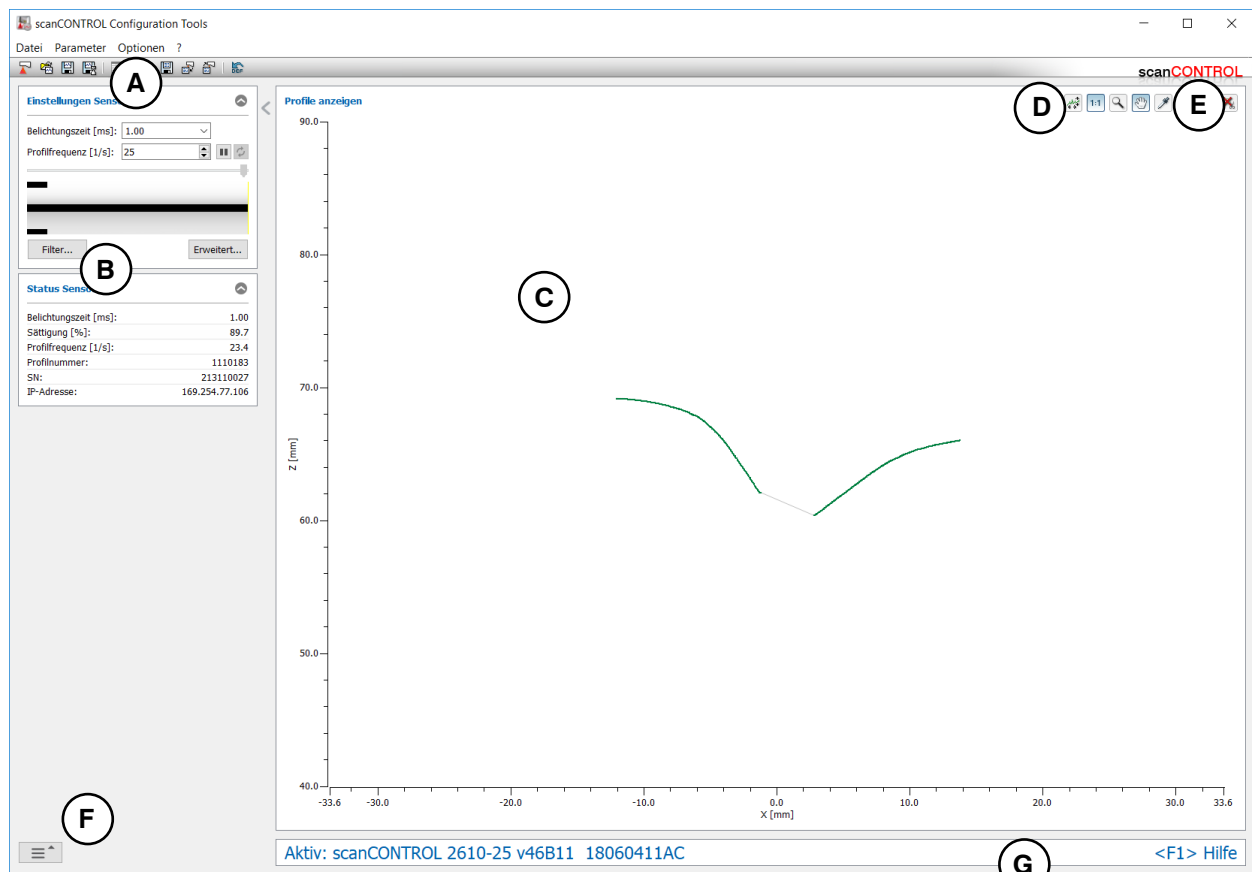 scanCONTROL Configuration Tools
Datei Parameter Optionen ?
A
scanCONTROL
Einstellungen Senso
Belichtungszeit [ms]: 1.00
Profilfrequenz [1/s]: 25
Filter...
Erweitert...
B
Status Senso
Belichtungszeit [ms]: 1.00
Sättigung [%]: 89.7
Profilfrequenz [1/s]: 23.4
Profilnummer: 1110183
SN: 213110027
IP-Adresse: 169.254.77.106
Profile anzeigen
D
1:1
E
C
90.0
80.0
70.0
60.0
50.0
40.0
Z [mm]
-33.6 -30.0 -20.0 -10.0 0.0 10.0 20.0 30.0 33.6
X [mm]
F
Aktiv: scanCONTROL 2610-25 v46B11 18060411AC
G
<F1> Hilfe